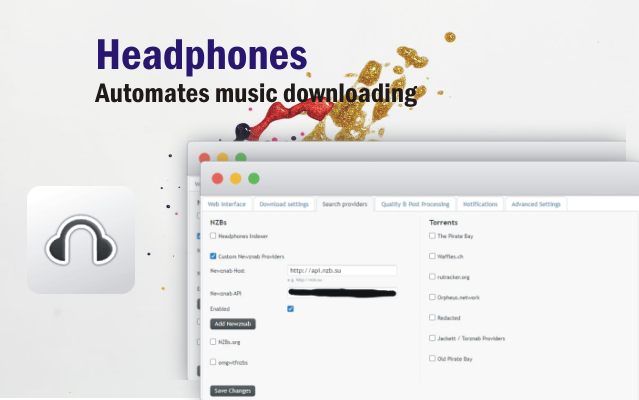 Headphones
Automates music downloading
Web Interface
Download settings
Search providers
Quality & Post Processing
Notifications
Advanced Settings
NZBs
Headphones Indexer
Custom Newznab Providers
Newznab Host
http://api.nzb.su
e.g. http://nzb.su
Newznab API
Enabled
Add Newznab
NZBs.org
omgwtfnzbs
Save Changes
Torrents
The Pirate Bay
Waffles.ch
rutracker.org
Orpheus.network
Redacted
Jackett / Torznab Providers
Old Pirate Bay